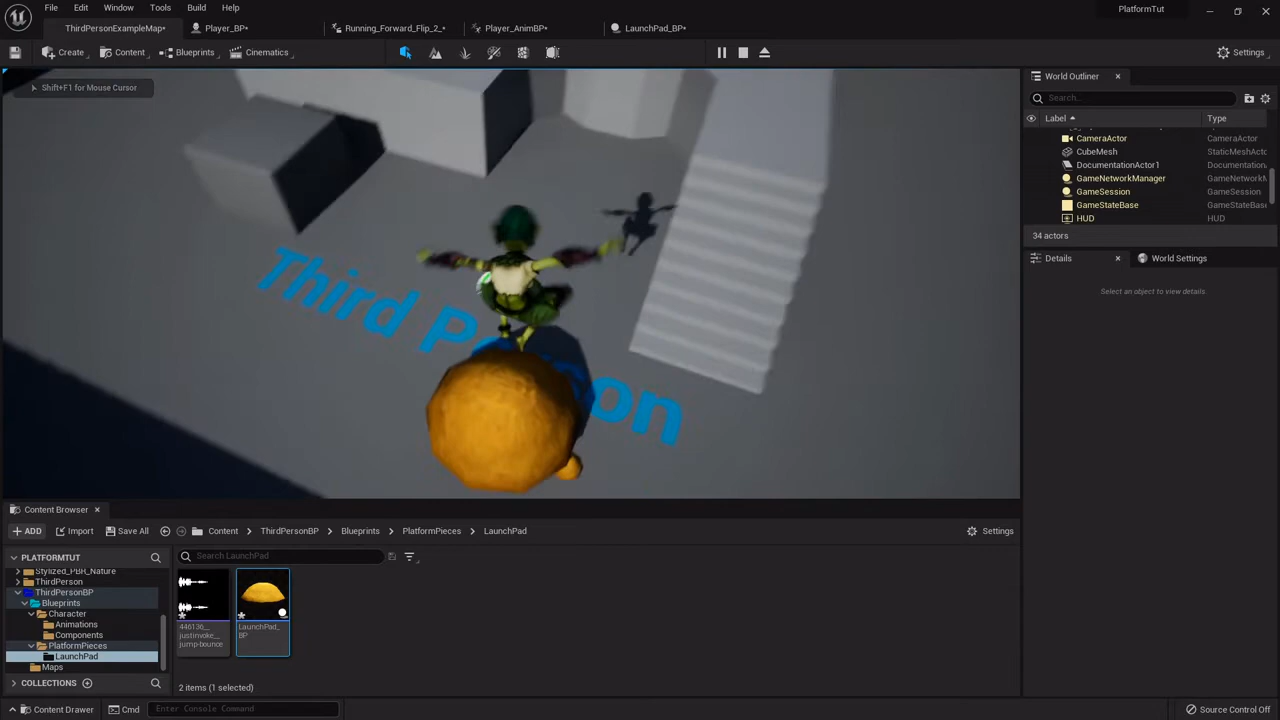 File Edit Window Tools Build Help
PlatformTut
ThirdPersonExampleMap* Player_BP* Running_Forward_Flip_2_* Player_AnimBP* LaunchPad_BP*
Create Content Blueprints Cinematics Settings
Shift+F1 for Mouse Cursor
Third Person
World Outliner
Search...
Label Type
CameraActor CameraActor
CubeMesh StaticMeshActo
DocumentationActor1 Documentation
GameNetworkManager GameNetworkM
GameSession GameSession
GameStateBase GameStateBase
HUD HUD
34 actors
Details World Settings
Select an object to view details.
Content Browser
ADD Import Save All Content ThirdPersonBP Blueprints PlatformPieces LaunchPad Settings
PLATFORMTUT
Stylized_PBR_Nature
ThirdPerson
ThirdPersonBP
Blueprints
Character
Animations
Components
PlatformPieces
LaunchPad
Maps
COLLECTIONS
Search LaunchPad
446136__
justinvoke__
jump-bounce
LaunchPad_
BP
2 items (1 selected)
Content Drawer Cmd Enter Console Command Source Control Off